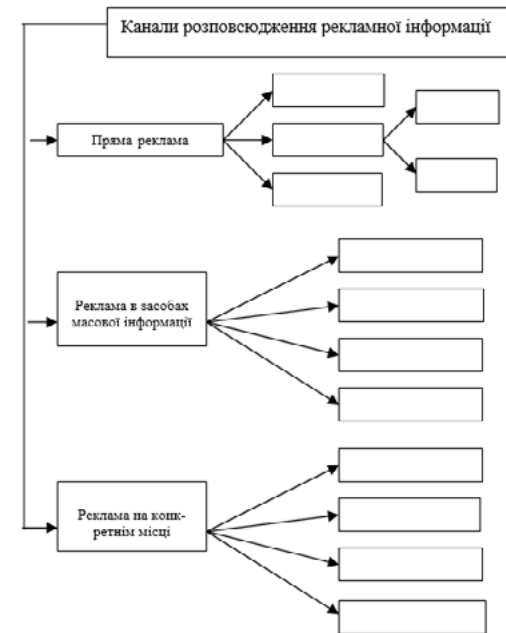 Канали розповсюдження рекламної інформації
Пряма реклама
Реклама в засобах
масової інформації
Реклама на конк-
ретнім місці